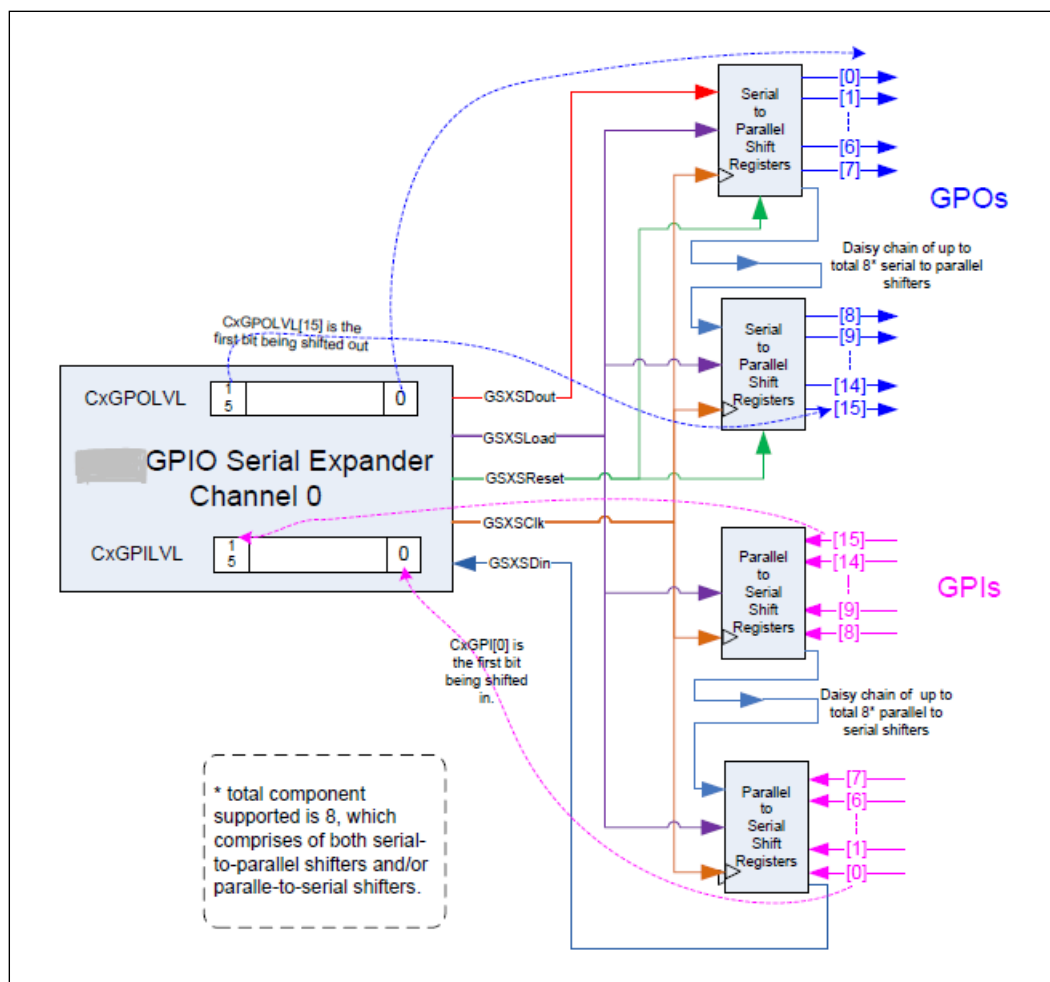 Serial
to
Parallel
Shift
Registers
[0]
[1]
[6]
[7]
GPOs
Daisy chain of up to
total 8* serial to parallel
shifters
CxGPOLVL[15] is the
first bit being shifted out
Serial
to
Parallel
Shift
Registers
[8]
[9]
[14]
[15]
CxGPOLVL
1
5
0
GPIO Serial Expander
Channel 0
CxGPILVL
1
5
0
GSXSDout
GSXSLoad
GSXSReset
GSXSClk
GSXSDin
Parallel
to
Serial
Shift
Registers
[15]
[14]
[9]
[8]
GPIs
CxGPI[0] is
the first bit
being shifted
in.
Daisy chain of up to
total 8* parallel to
serial shifters
Parallel
to
Serial
Shift
Registers
[7]
[6]
[1]
[0]
* total component
supported is 8, which
comprises of both serial-
to-parallel shifters and/or
paralle-to-serial shifters.